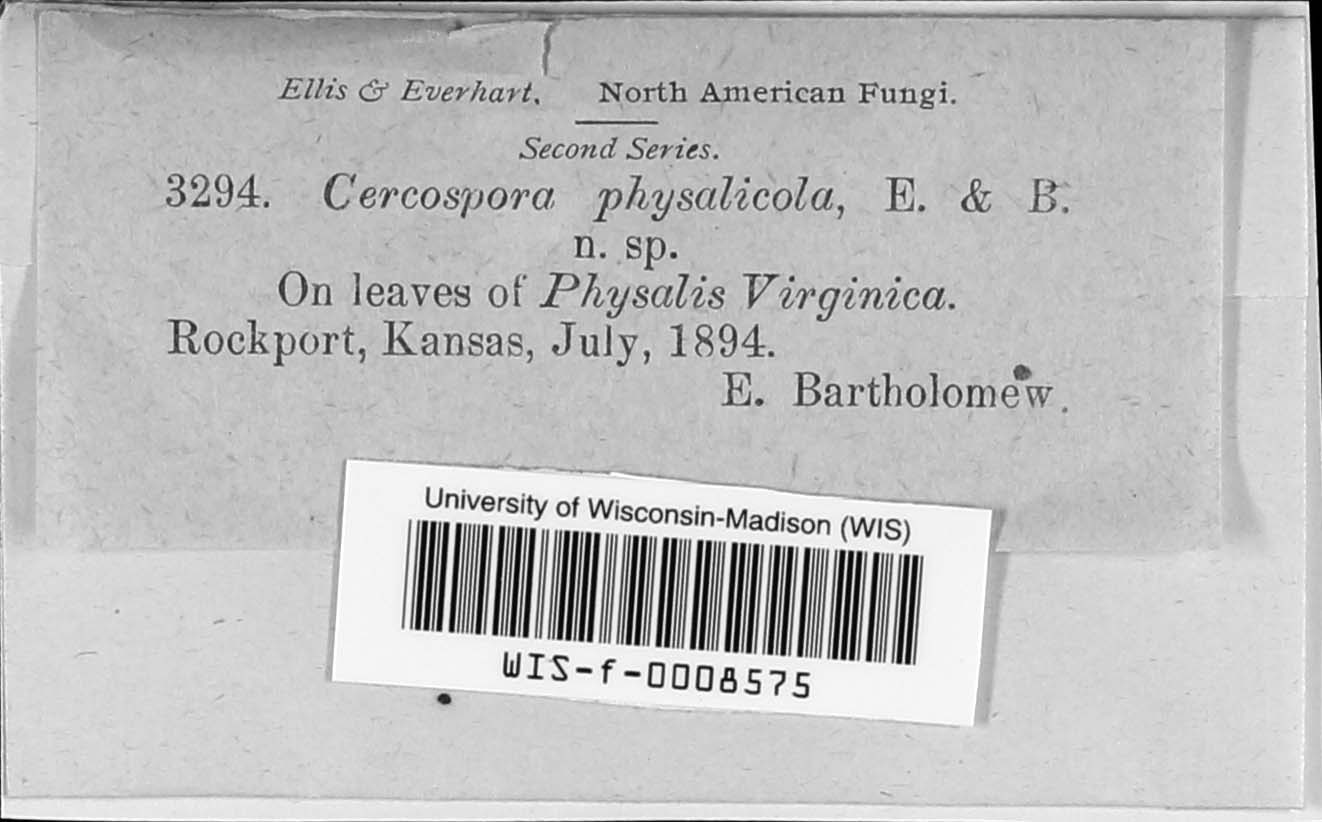 Ellis & Everhart. North American Fungi.
Second Series.
3294. Cercospora physalicola, E. & B.
n. sp.
On leaves of Physalis Virginica.
Rockport, Kansas, July, 1894.
E. Bartholomew.
University of Wisconsin-Madison (WIS)
WIS-f-0008575